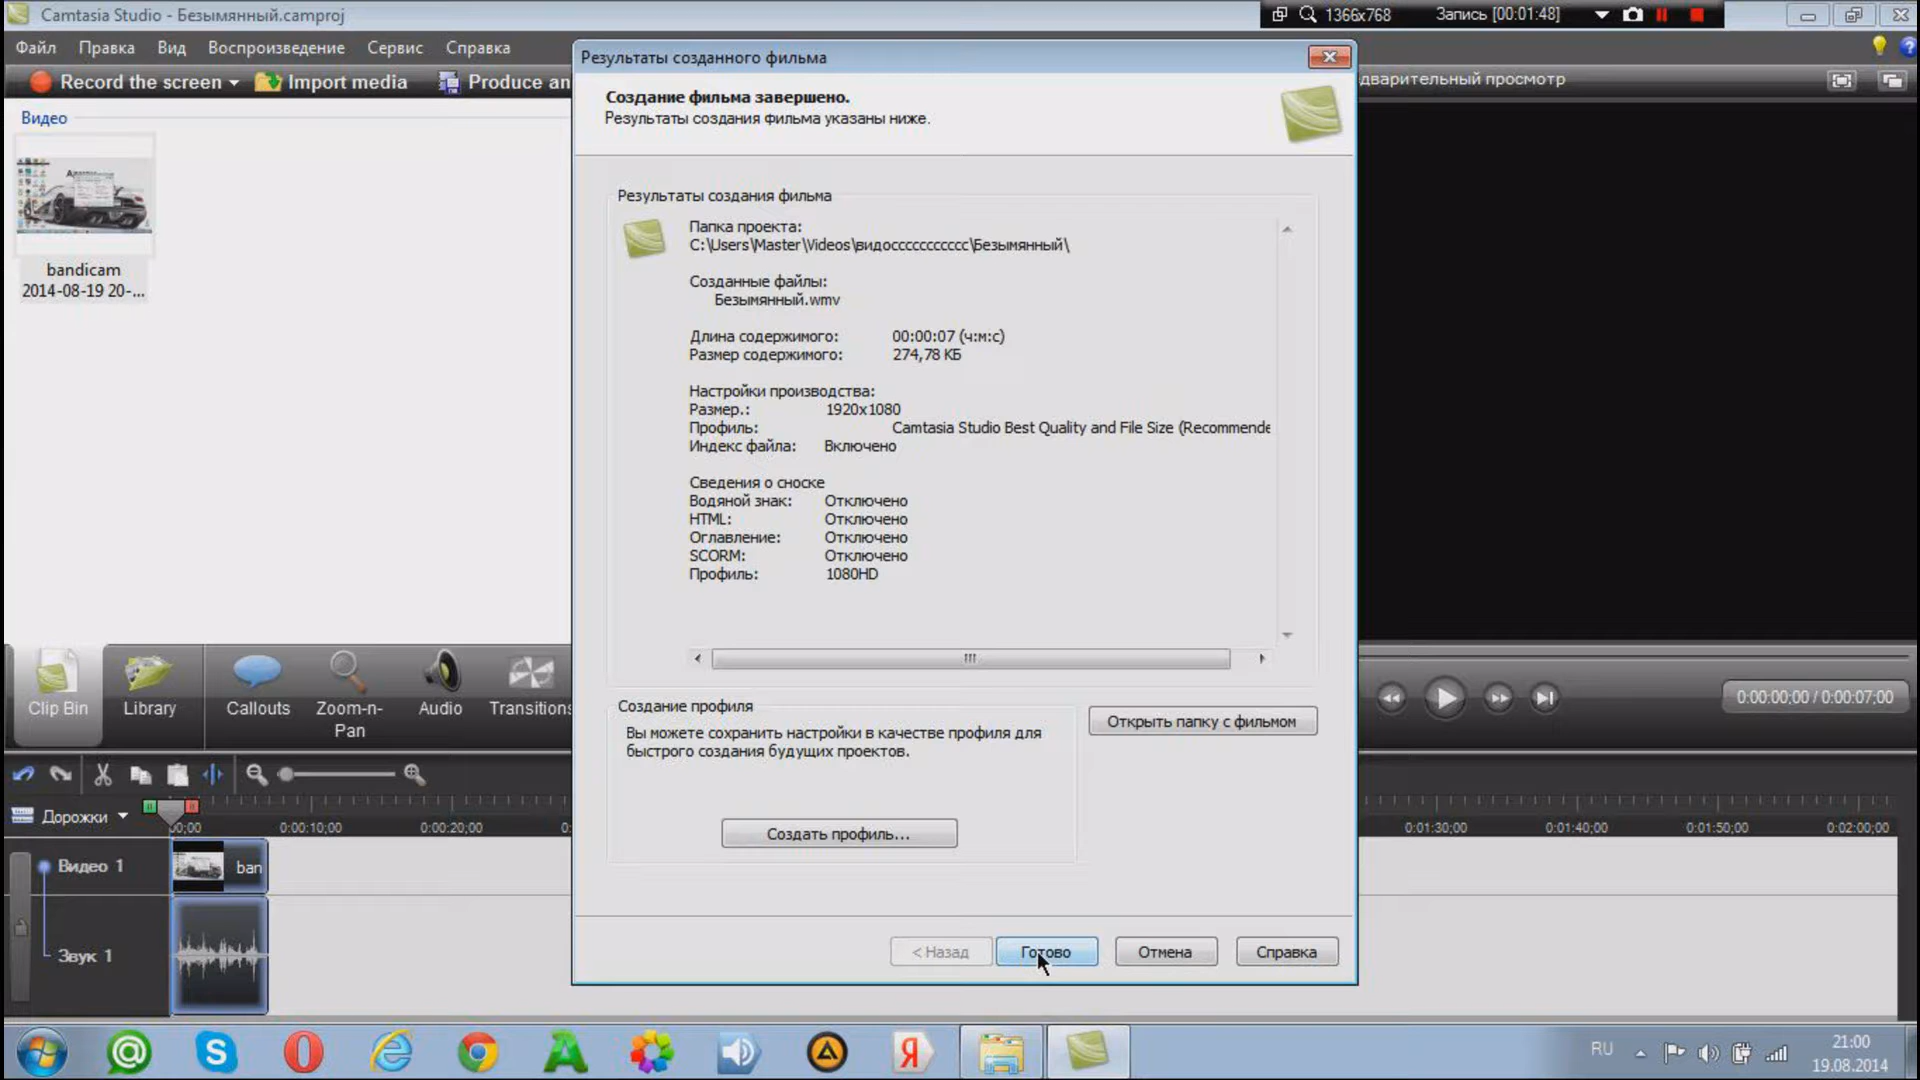 Camtasia Studio - Безымянный.camproj
1366x768
Запись [00:01:48]
Файл Правка Вид Воспроизведение Сервис Справка
Record the screen
Import media
Produce an
дварительный просмотр
Видео
bandicam
2014-08-19 20-...
Результаты созданного фильма
Создание фильма завершено.
Результаты создания фильма указаны ниже.
Результаты создания фильма
Папка проекта:
C:\Users\Master\Videos\видосссссссссссс\Безымянный\
Созданные файлы:
Безымянный.wmv
Длина содержимого: 00:00:07 (ч:м:с)
Размер содержимого: 274,78 КБ
Настройки производства:
Размер.: 1920x1080
Профиль: Camtasia Studio Best Quality and File Size (Recommende
Индекс файла: Включено
Сведения о сноске
Водяной знак: Отключено
HTML: Отключено
Оглавление: Отключено
SCORM: Отключено
Профиль: 1080HD
Создание профиля
Вы можете сохранить настройки в качестве профиля для
быстрого создания будущих проектов.
Открыть папку с фильмом
Создать профиль...
< Назад
Готово
Отмена
Справка
Clip Bin
Library
Callouts
Zoom-n-
Pan
Audio
Transitions
0:00:00;00 / 0:00:07;00
Дорожки
00;00 0:00:10;00 0:00:20;00 0: 0:01:30;00 0:01:40;00 0:01:50;00 0:02:00;00
Видео 1
ban
Звук 1
RU
21:00
19.08.2014